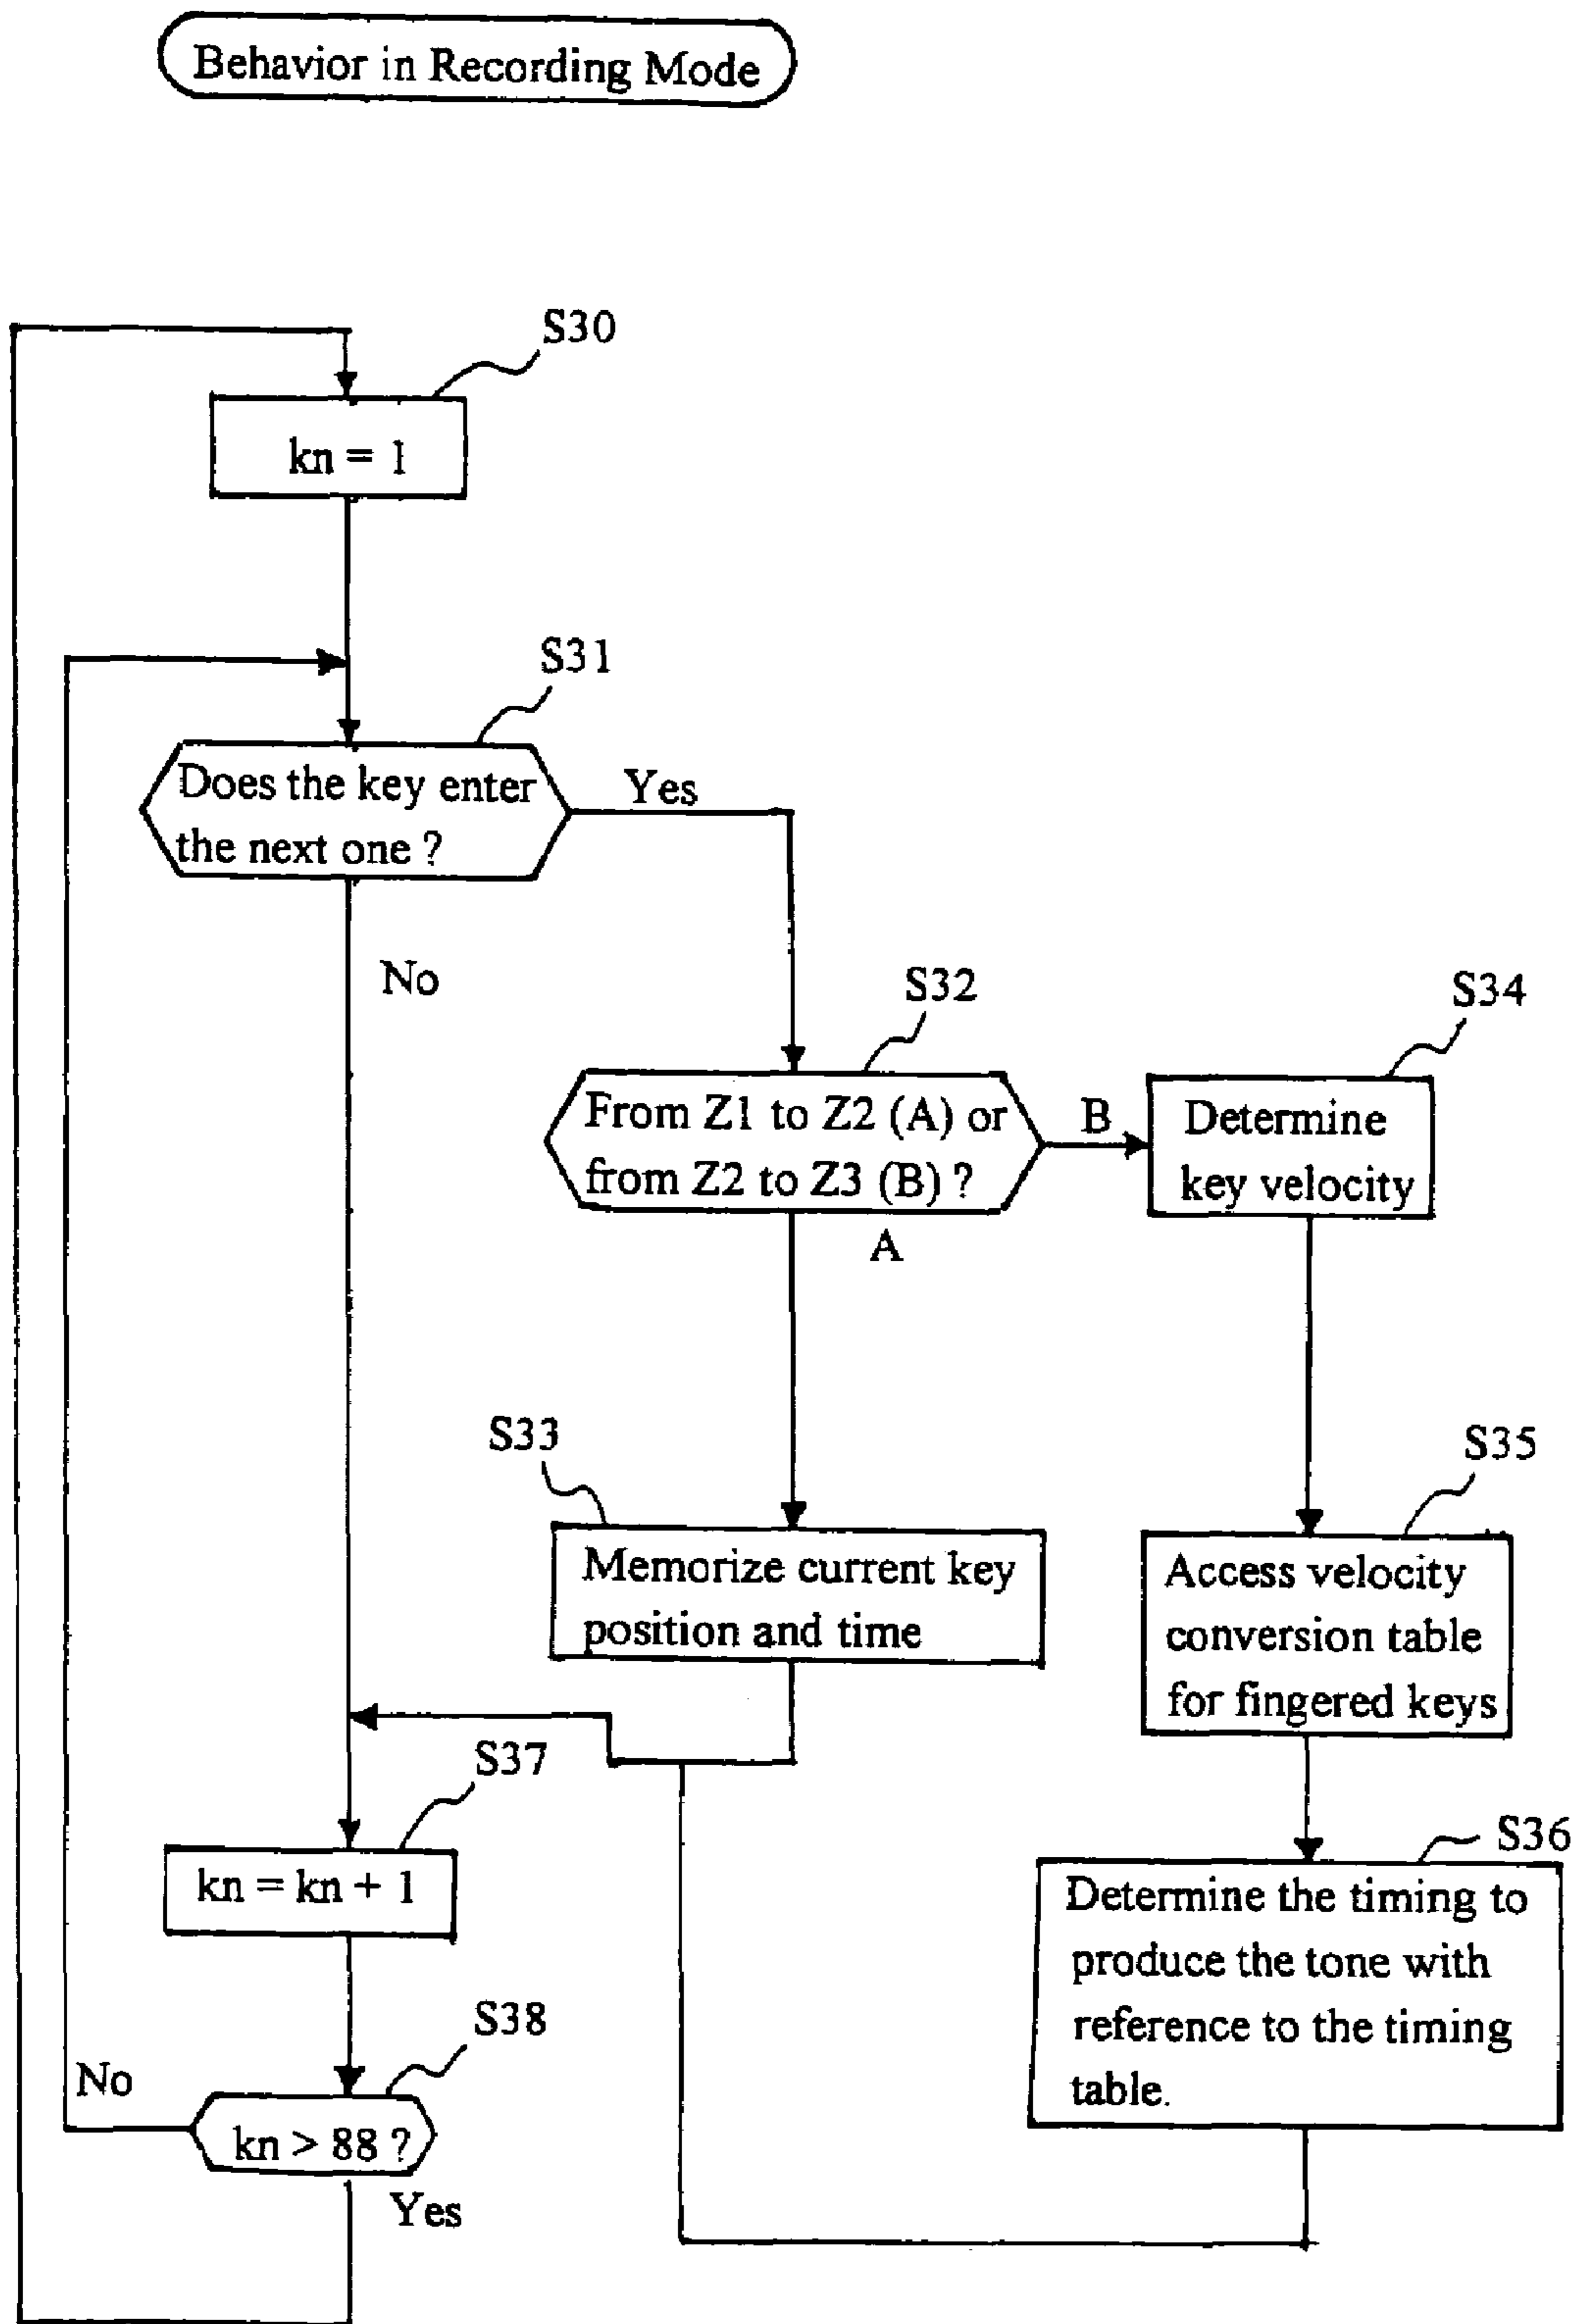 Behavior in Recording Mode
S30
kn = 1
S31
Does the key enter
the next one ?
Yes
No
S32
From Z1 to Z2 (A) or
from Z2 to Z3 (B) ?
B
A
S34
Determine
key velocity
S33
Memorize current key
position and time
S35
Access velocity
conversion table
for fingered keys
S37
kn = kn + 1
S36
Determine the timing to
produce the tone with
reference to the timing
table.
S38
No
kn > 88 ?
Yes